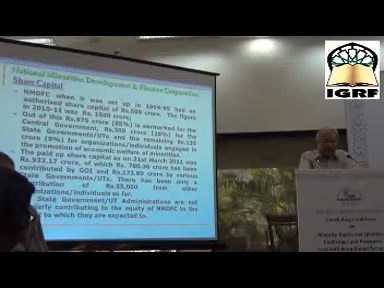 National Minorities Development & Finance Corporation
Share Capital
NMDFC when it was set up in 1994-95 had an
authorised share capital of Rs.500 crore. The figure
in 2010-11 was Rs. 1500 crore.
Out of this Rs.975 crore (65%) is earmarked for the
Central Government, Rs.390 crore (26%) for the
State Governments/UTs and the remaining Rs.135
crore (9%) for organizations/individuals engaged in
the promotion of economic welfare of minorities.
The paid up share capital as on 31st March 2011 was
Rs.933.17 crore, of which Rs. 760.36 crore has been
contributed by GOI and Rs.172.80 crore by various
Governments/UTs. There has been only a
tribution of Rs.55,000 from other
nizations/individuals so far.
State Government/UT Administrations are not
larly contributing to the equity of NMDFC to the
to which they are expected to.
IGRF